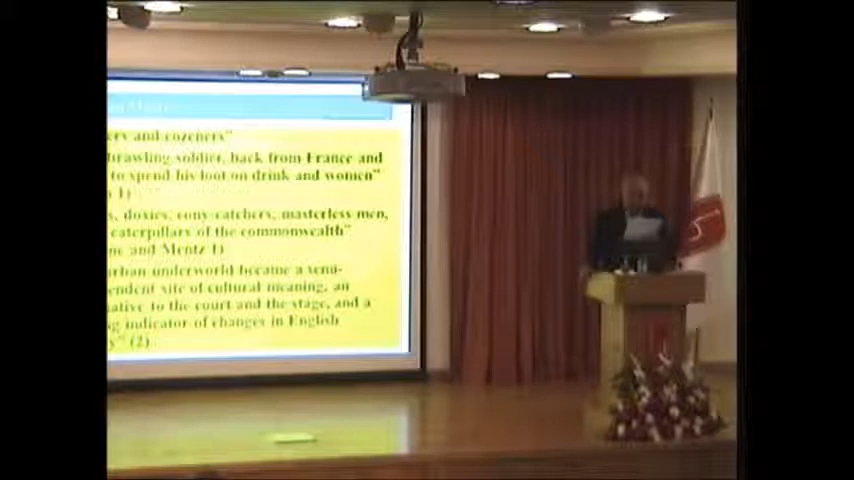 ers and cozeners"
brawling soldier, back from France and
to spend his loot on drink and women"
1)
doxies, cony-catchers, masterless men,
caterpillars of the commonwealth"
and Mentz 1)
urban underworld became a semi-
endent site of cultural meaning, an
native to the court and the stage, and a
g indicator of changes in English
y" (2)